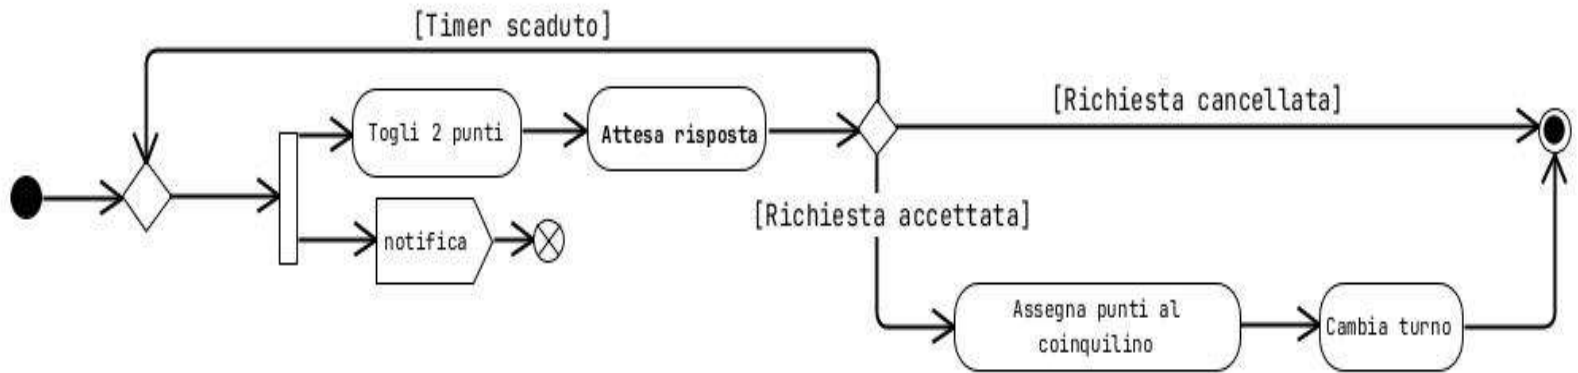 [Timer scaduto]
[Richiesta cancellata]
Togli 2 punti
Attesa risposta
[Richiesta accettata]
notifica
Assegna punti al
coinquilino
Cambia turno